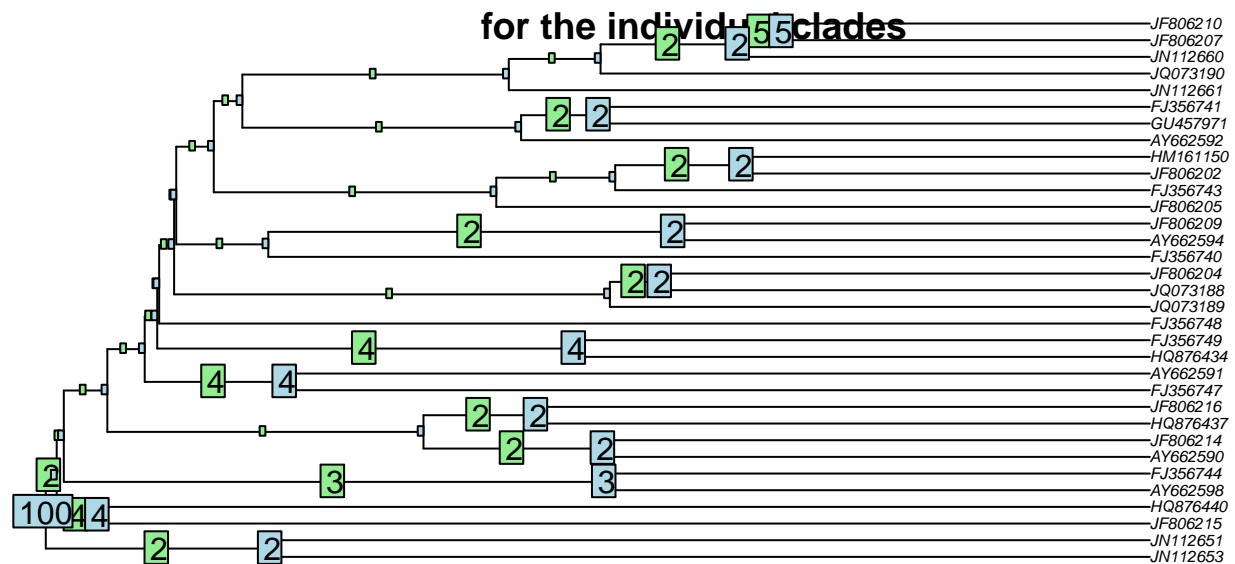 for the individual clades
JF806210
5 5 JF806207
2 2 JN112660
JQ073190
JN112661
FJ356741
2 2
GU457971
AY662592
HM161150
2 2
JF806202
FJ356743
JF806205
JF806209
2 2
AY662594
FJ356740
JF806204
2 2
JQ073188
JQ073189
FJ356748
FJ356749
4 4
HQ876434
AY662591
4 4
FJ356747
JF806216
2 2
HQ876437
JF806214
2 2
AY662590
FJ356744
2
3 3
AY662598
HQ876440
100 4 4
JF806215
JN112651
2 2
JN112653